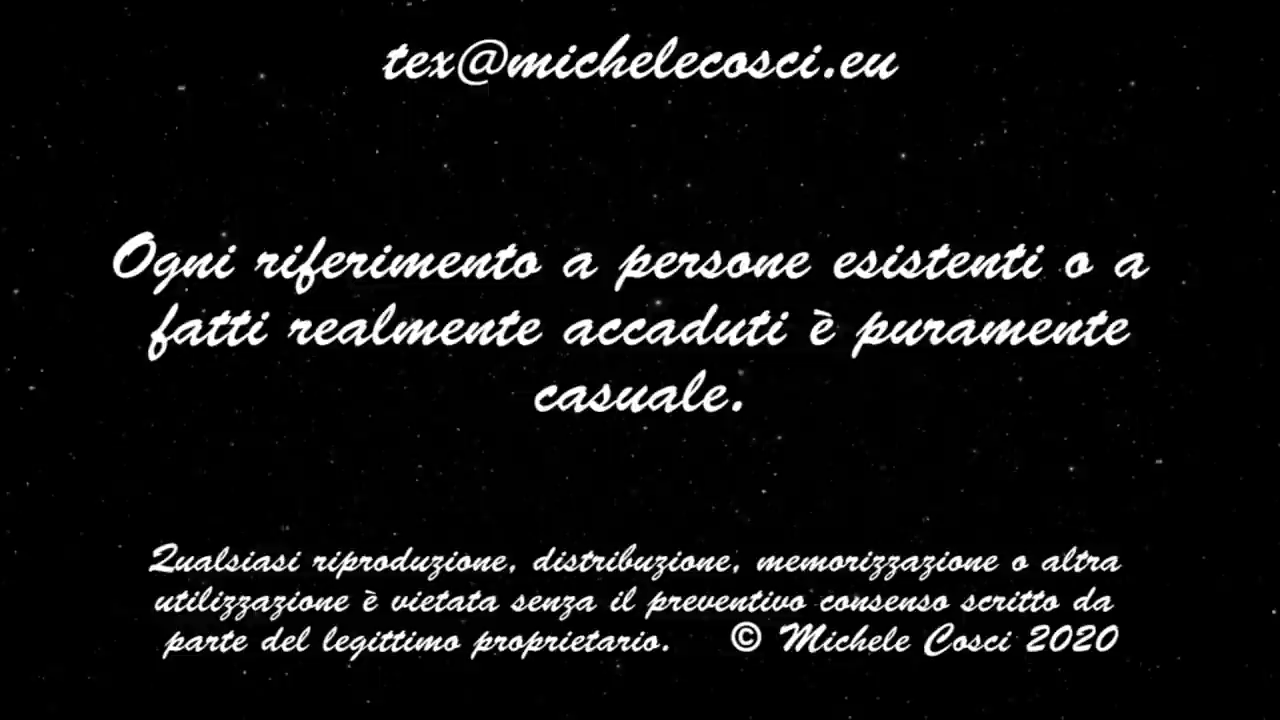 tex@michelecosci.eu
Ogni riferimento a persone esistenti o a
fatti realmente accaduti è puramente
casuale.
Qualsiasi riproduzione, distribuzione, memorizzazione o altra
utilizzazione è vietata senza il preventivo consenso scritto da
parte del legittimo proprietario. © Michele Cosci 2020